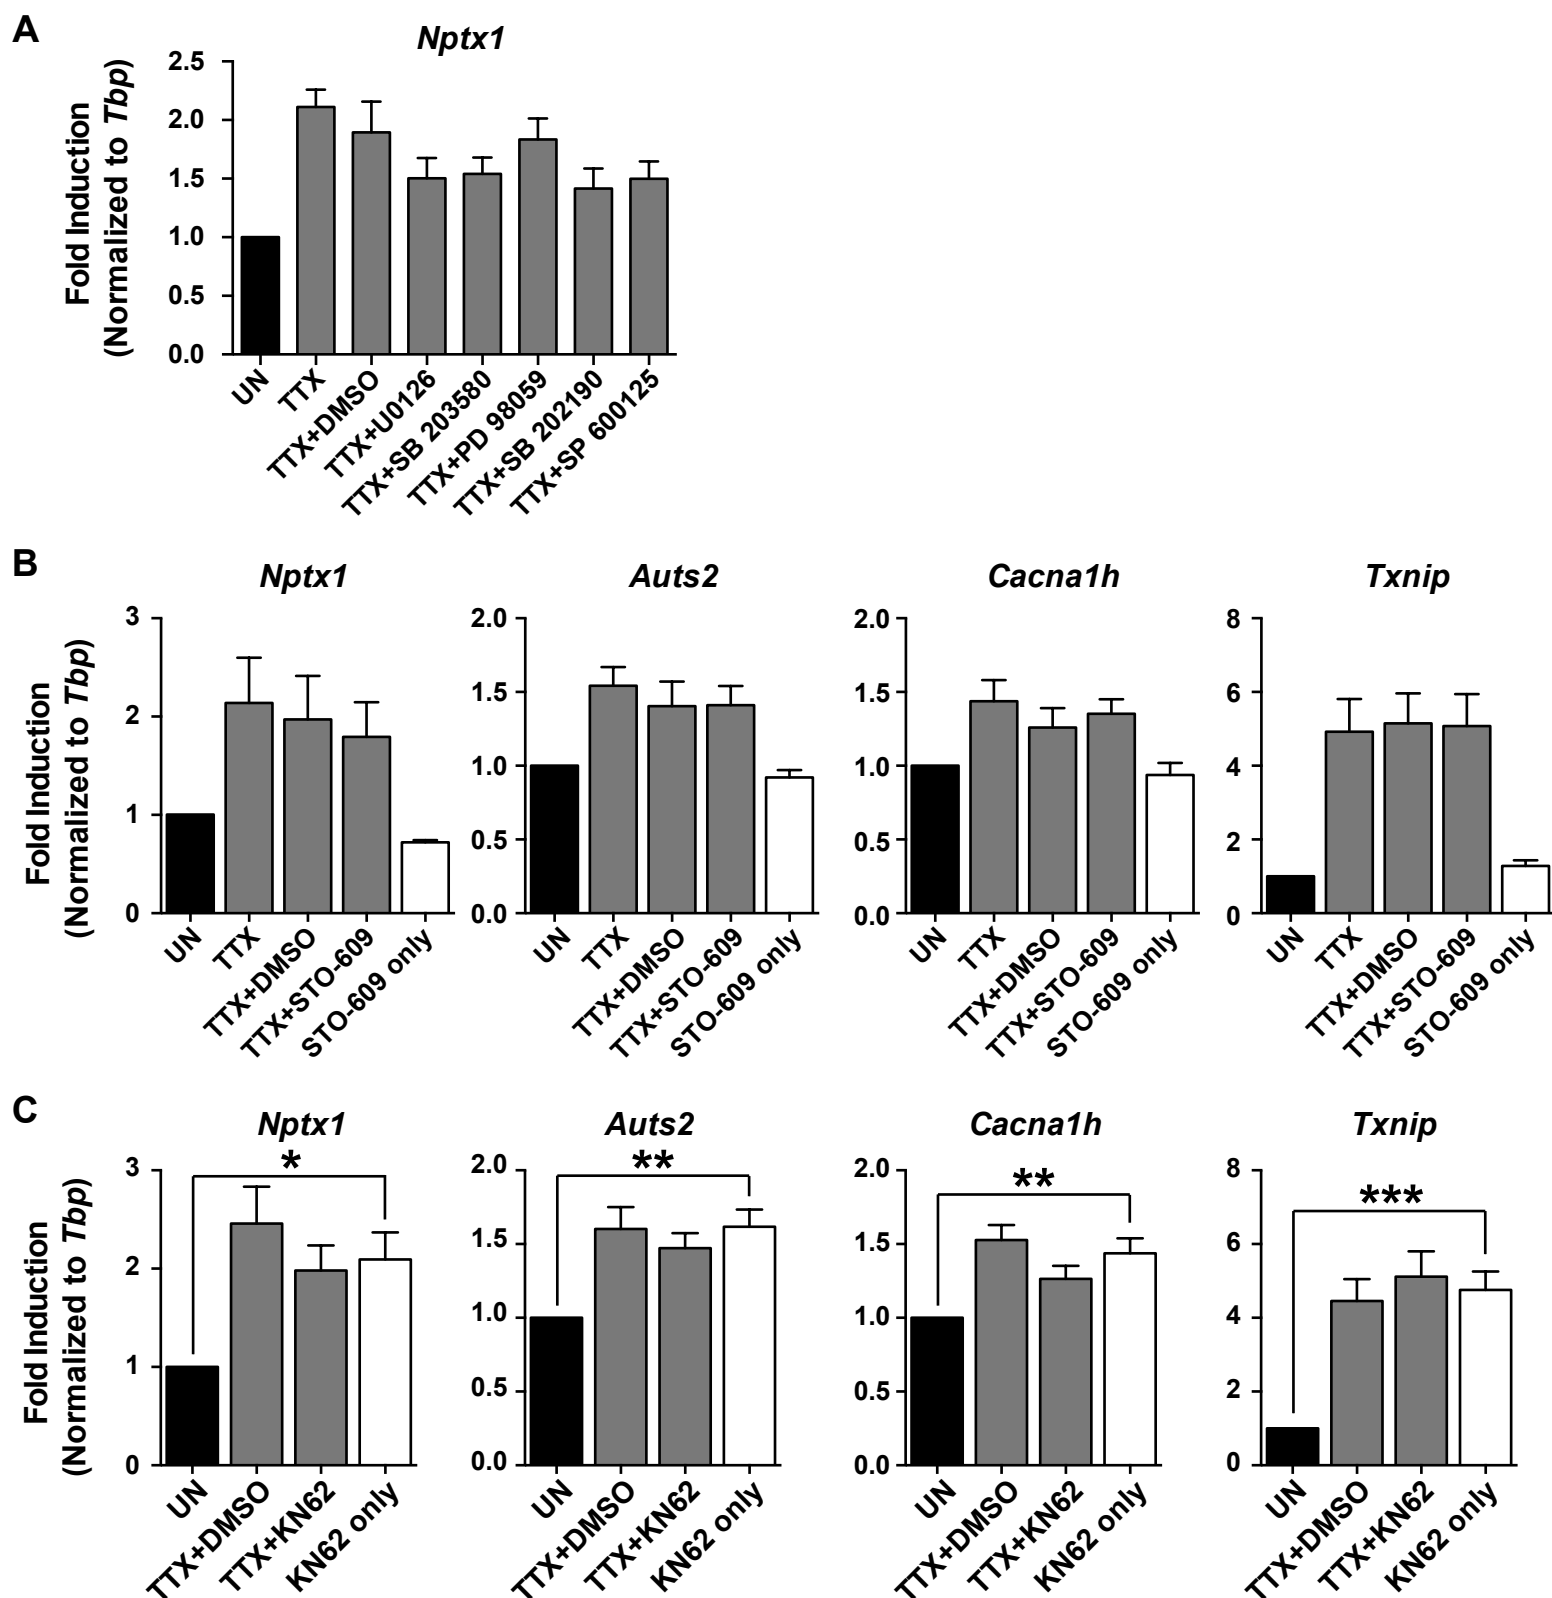 A
Nptx1
Fold Induction
(Normalized to Tbp)
2.5
2.0
1.5
1.0
0.5
0.0
UN
TTX
TTX+DMSO
TTX+U0126
TTX+SB 203580
TTX+PD 98059
TTX+SB 202190
TTX+SP 600125
B
Fold Induction
(Normalized to Tbp)
Nptx1
3
2
1
0
UN
TTX
TTX+DMSO
TTX+STO-609
STO-609 only
Auts2
2.0
1.5
1.0
0.5
0.0
UN
TTX
TTX+DMSO
TTX+STO-609
STO-609 only
Cacna1h
2.0
1.5
1.0
0.5
0.0
UN
TTX
TTX+DMSO
TTX+STO-609
STO-609 only
Txnip
8
6
4
2
0
UN
TTX
TTX+DMSO
TTX+STO-609
STO-609 only
C
Fold Induction
(Normalized to Tbp)
Nptx1
*
3
2
1
0
UN
TTX+DMSO
TTX+KN62
KN62 only
Auts2
**
2.0
1.5
1.0
0.5
0.0
UN
TTX+DMSO
TTX+KN62
KN62 only
Cacna1h
**
2.0
1.5
1.0
0.5
0.0
UN
TTX+DMSO
TTX+KN62
KN62 only
Txnip
***
8
6
4
2
0
UN
TTX+DMSO
TTX+KN62
KN62 only